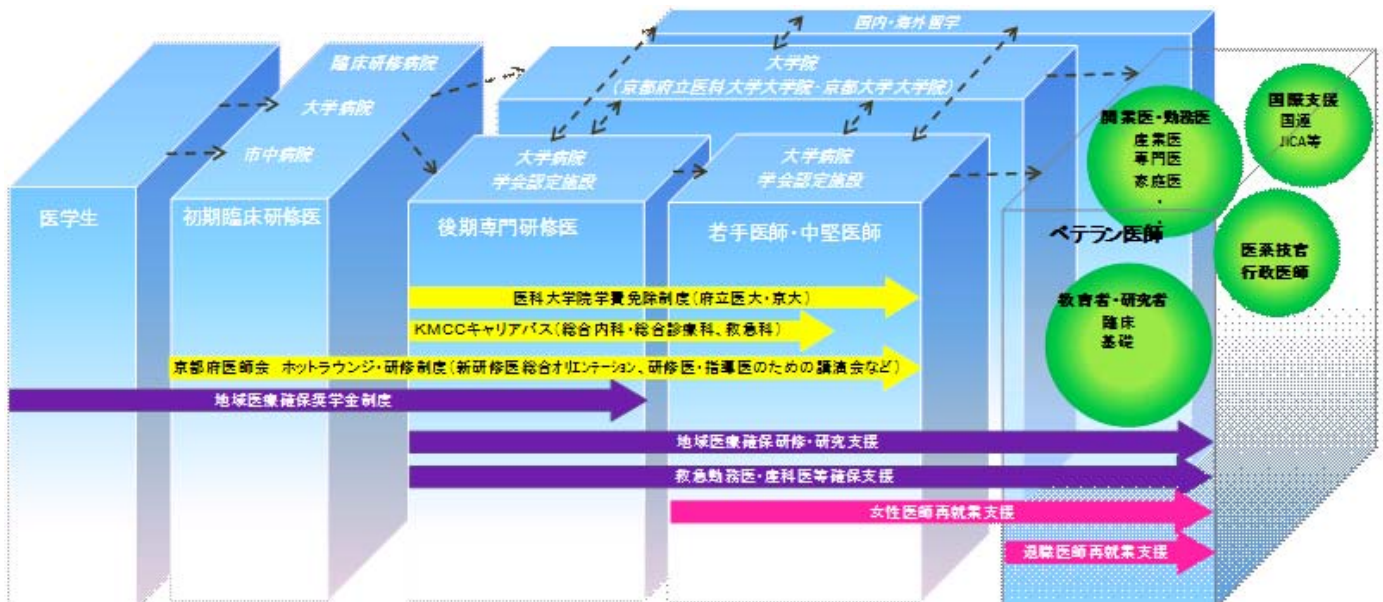 国内・海外留学
大学院
(京都府立医科大学大学院・京都大学大学院)
臨床研修病院
大学病院
市中病院
大学病院
学会認定施設
大学病院
学会認定施設
医学生
初期臨床研修医
後期専門研修医
若手医師・中堅医師
ベテラン医師
開業医・勤務医
産業医
専門医
家庭医
・
・
国際支援
国連
JICA等
医系技官
行政医師
教育者・研究者
臨床
基礎
医科大学院学費免除制度(府立医大・京大)
KMCCキャリアパス(総合内科・総合診療科、救急科)
京都府医師会 ホットラウンジ・研修制度(新研修医総合オリエンテーション、研修医・指導医のための講演会など)
地域医療確保奨学金制度
地域医療確保研修・研究支援
救急勤務医・産科医等確保支援
女性医師再就業支援
退職医師再就業支援